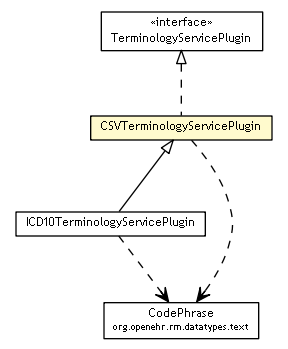 «interface»
TerminologyServicePlugin
CSVTerminologyServicePlugin
ICD10TerminologyServicePlugin
CodePhrase
org.openehr.rm.datatypes.text